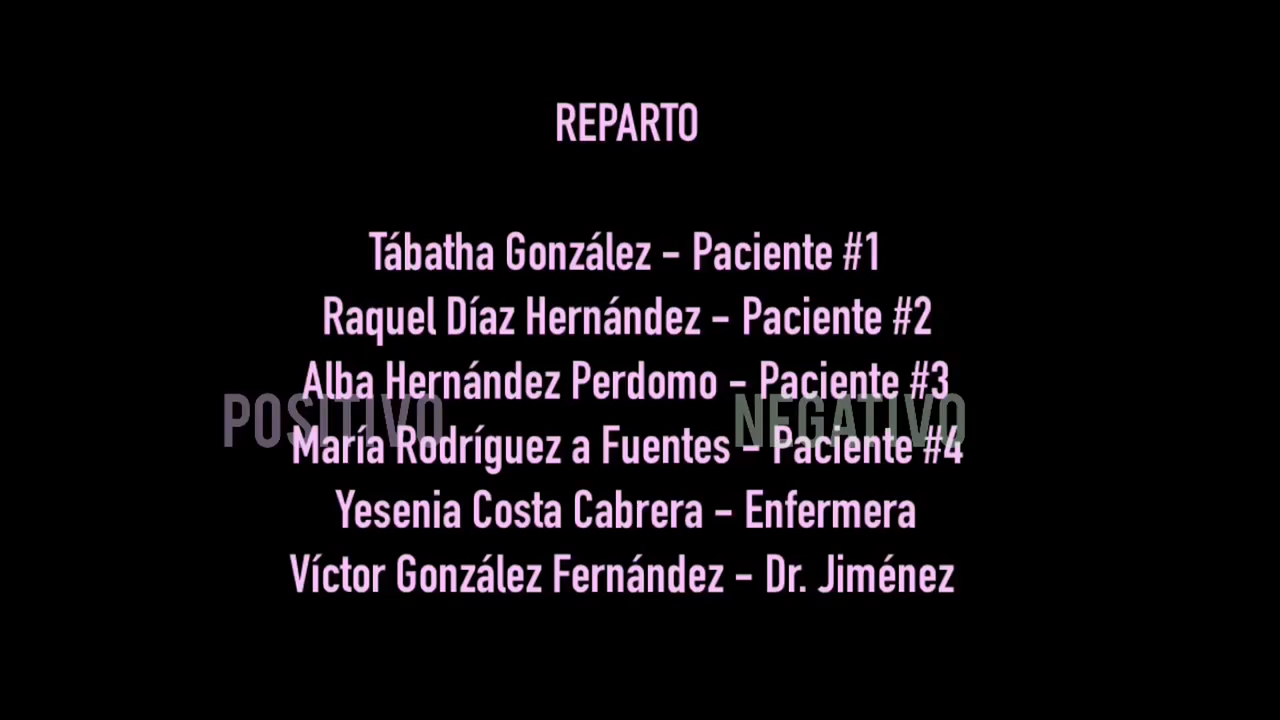 REPARTO
Tábatha González - Paciente #1
Raquel Díaz Hernández - Paciente #2
Alba Hernández Perdomo - Paciente #3
POSITIVO NEGATIVO
María Rodríguez a Fuentes - Paciente #4
Yesenia Costa Cabrera - Enfermera
Víctor González Fernández - Dr. Jiménez